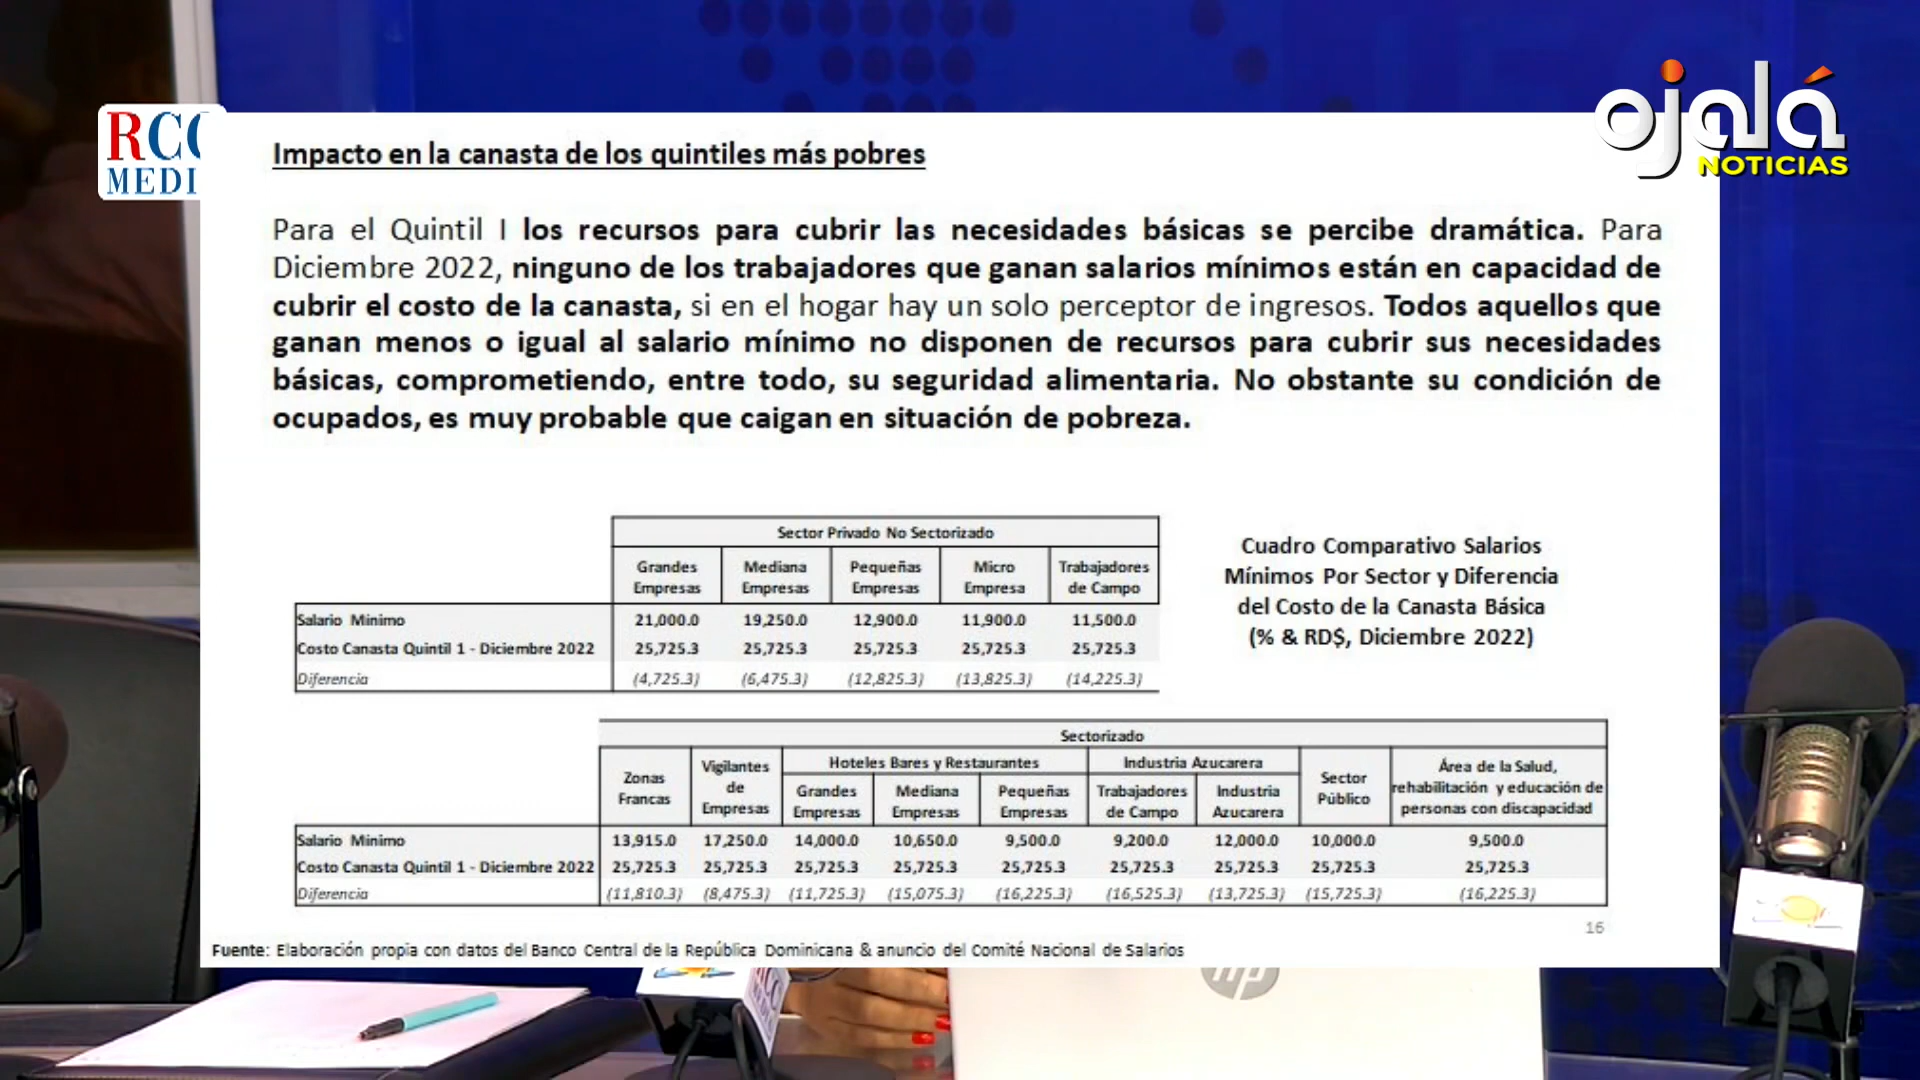 RCC
MEDI
ojalá
NOTICIAS
Impacto en la canasta de los quintiles más pobres
Para el Quintil I los recursos para cubrir las necesidades básicas se percibe dramática. Para
Diciembre 2022, ninguno de los trabajadores que ganan salarios mínimos están en capacidad de
cubrir el costo de la canasta, si en el hogar hay un solo perceptor de ingresos. Todos aquellos que
ganan menos o igual al salario mínimo no disponen de recursos para cubrir sus necesidades
básicas, comprometiendo, entre todo, su seguridad alimentaria. No obstante su condición de
ocupados, es muy probable que caigan en situación de pobreza.
Sector Privado No Sectorizado
Grandes Empresas Mediana Empresas Pequeñas Empresas Micro Empresa Trabajadores de Campo
Salario Minimo 21,000.0 19,250.0 12,900.0 11,900.0 11,500.0
Costo Canasta Quintil 1 - Diciembre 2022 25,725.3 25,725.3 25,725.3 25,725.3 25,725.3
Diferencia (4,725.3) (6,475.3) (12,825.3) (13,825.3) (14,225.3)
Cuadro Comparativo Salarios
Mínimos Por Sector y Diferencia
del Costo de la Canasta Básica
(% & RD$, Diciembre 2022)
Sectorizado
Zonas Francas Vigilantes de Empresas Hoteles Bares y Restaurantes Industria Azucarera Sector Público Área de la Salud, rehabilitación y educación de personas con discapacidad
Grandes Empresas Mediana Empresas Pequeñas Empresas Trabajadores de Campo Industria Azucarera
Salario Minimo 13,915.0 17,250.0 14,000.0 10,650.0 9,500.0 9,200.0 12,000.0 10,000.0 9,500.0
Costo Canasta Quintil 1 - Diciembre 2022 25,725.3 25,725.3 25,725.3 25,725.3 25,725.3 25,725.3 25,725.3 25,725.3 25,725.3
Diferencia (11,810.3) (8,475.3) (11,725.3) (15,075.3) (16,225.3) (16,525.3) (13,725.3) (15,725.3) (16,225.3)
16
Fuente: Elaboración propia con datos del Banco Central de la República Dominicana & anuncio del Comité Nacional de Salarios
hp